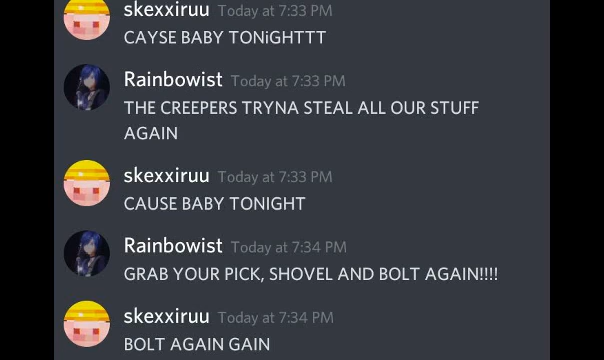 skexxiruu Today at 7:33 PM
CAYSE BABY TONiGHTTT
Rainbowist Today at 7:33 PM
THE CREEPERS TRYNA STEAL ALL OUR STUFF
AGAIN
skexxiruu Today at 7:33 PM
CAUSE BABY TONIGHT
Rainbowist Today at 7:34 PM
GRAB YOUR PICK, SHOVEL AND BOLT AGAIN!!!!
skexxiruu Today at 7:34 PM
BOLT AGAIN GAIN